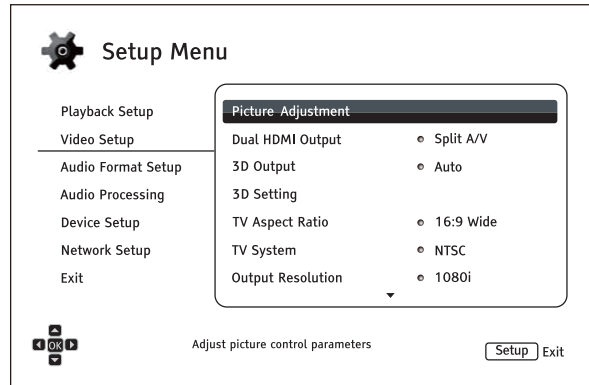 Setup Menu
Playback Setup
Video Setup
Audio Format Setup
Audio Processing
Device Setup
Network Setup
Exit
Picture Adjustment
Dual HDMI Output Split A/V
3D Output Auto
3D Setting
TV Aspect Ratio 16:9 Wide
TV System NTSC
Output Resolution 1080i
OK
Adjust picture control parameters
Setup Exit